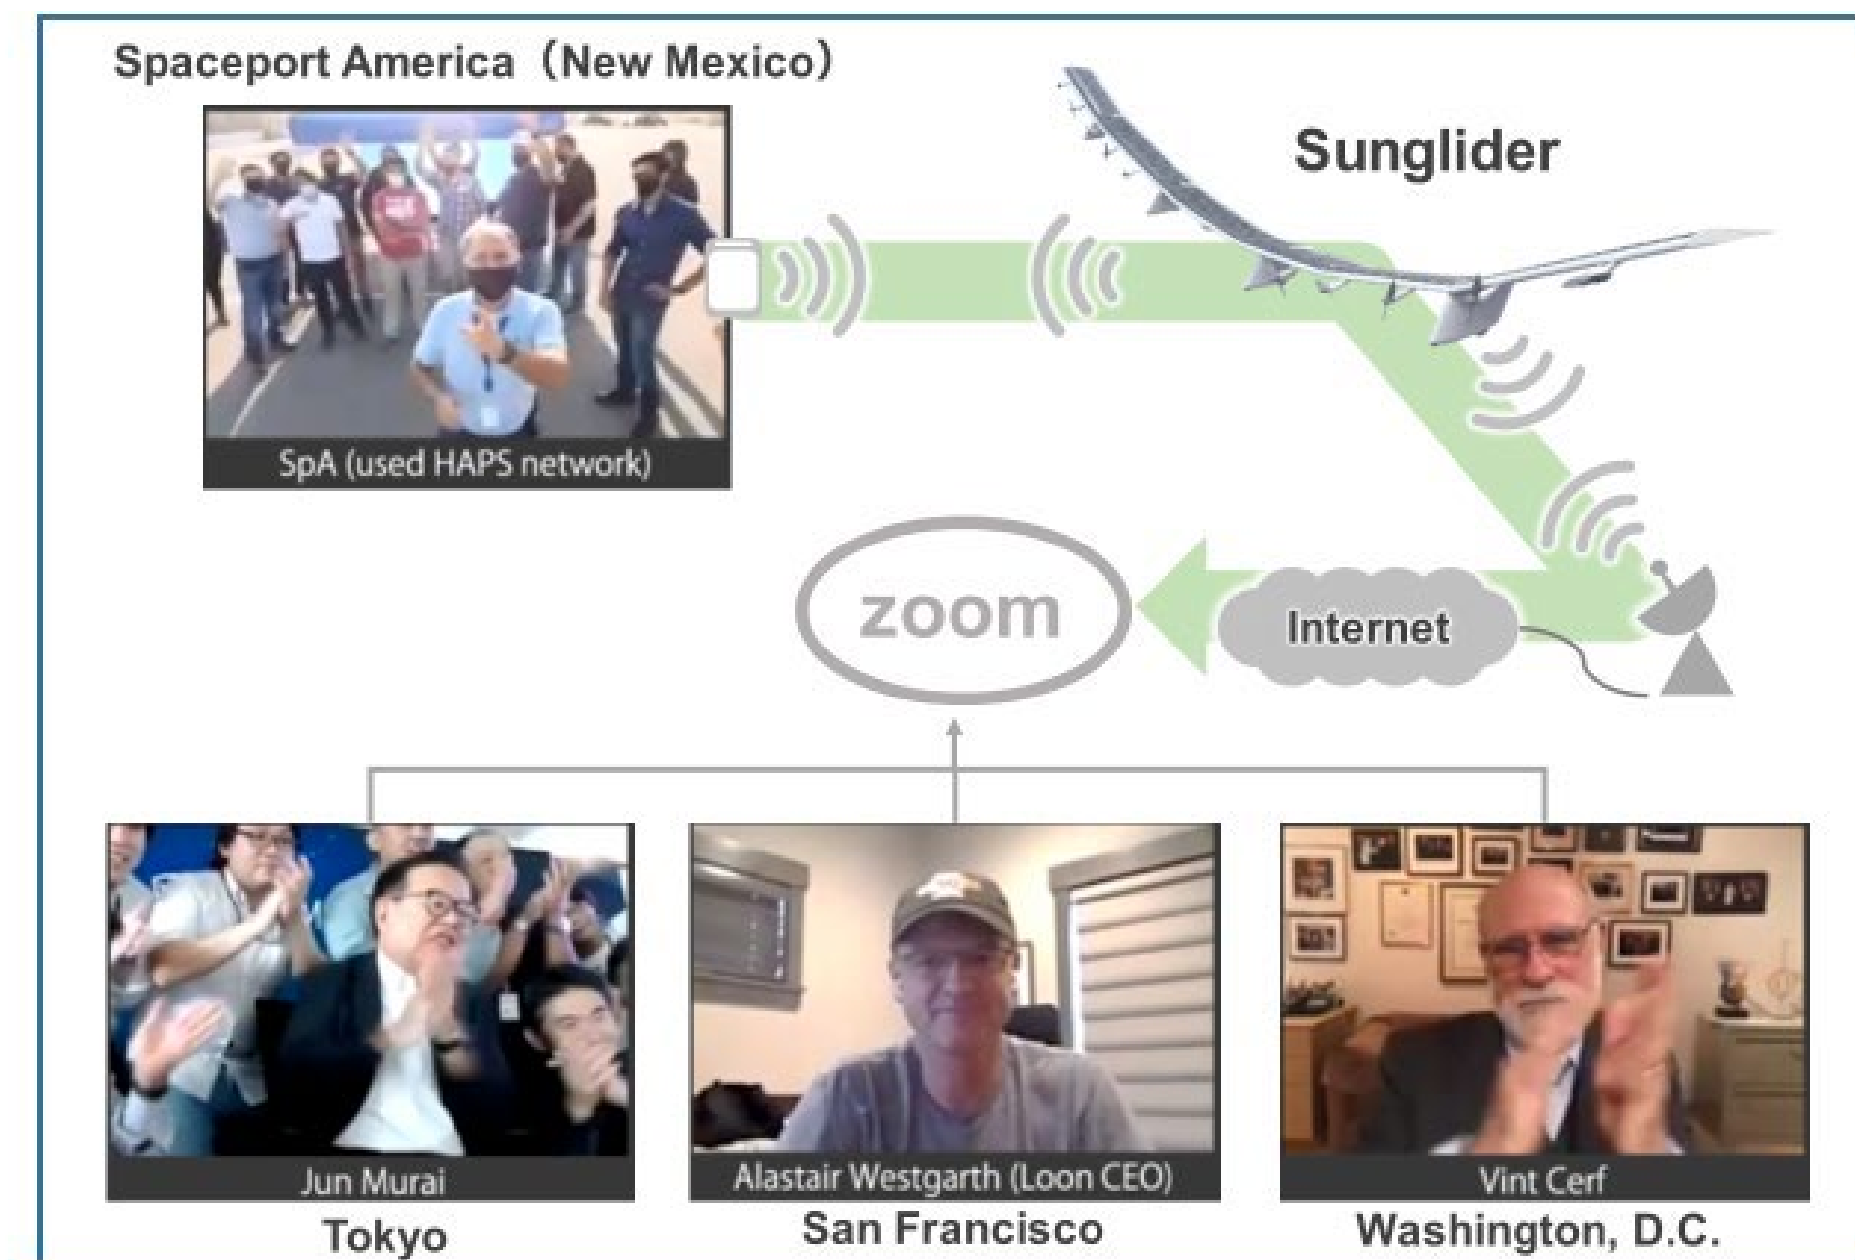 Spaceport America（New Mexico）
Sunglider
SpA (used HAPS network)
zoom
Internet
Jun Murai
Alastair Westgarth (Loon CEO)
Vint Cerf
Tokyo
San Francisco
Washington, D.C.